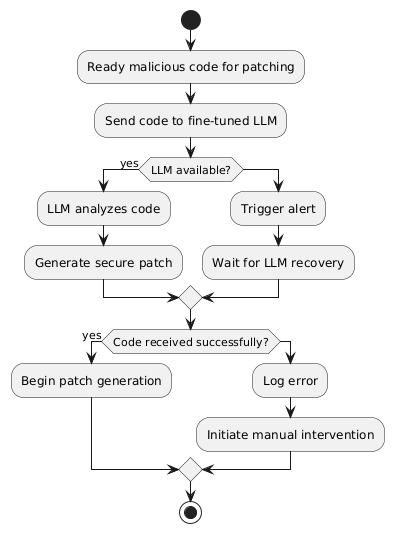 Ready malicious code for patching
Send code to fine-tuned LLM
yes
LLM available?
LLM analyzes code
Trigger alert
Generate secure patch
Wait for LLM recovery
yes
Code received successfully?
Begin patch generation
Log error
Initiate manual intervention